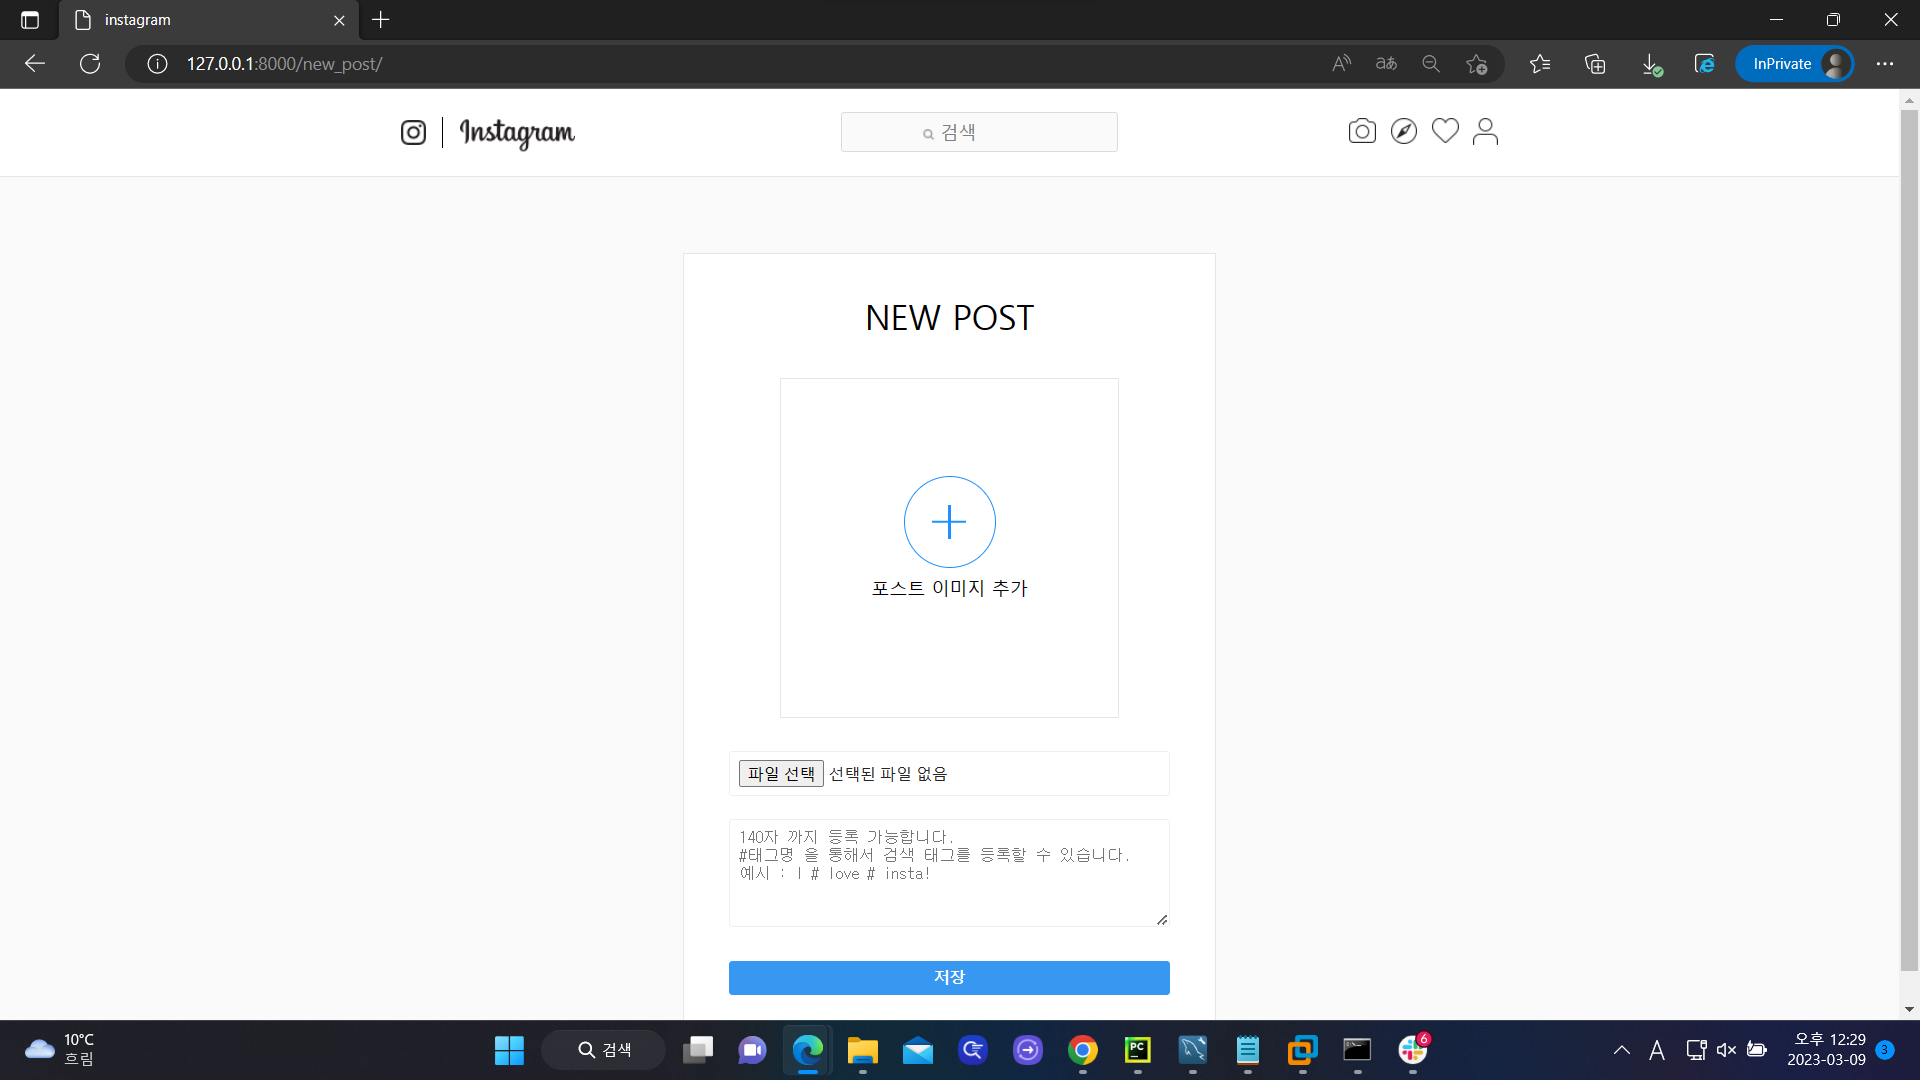 instagram
127.0.0.1:8000/new_post/
InPrivate
Instagram
검색
NEW POST
포스트 이미지 추가
파일 선택 선택된 파일 없음
140자 까지 등록 가능합니다.
#태그명 을 통해서 검색 태그를 등록할 수 있습니다.
예시 : I # love # insta!
저장
10°C
흐림
검색
PC
6
A
오후 12:29
2023-03-09
3